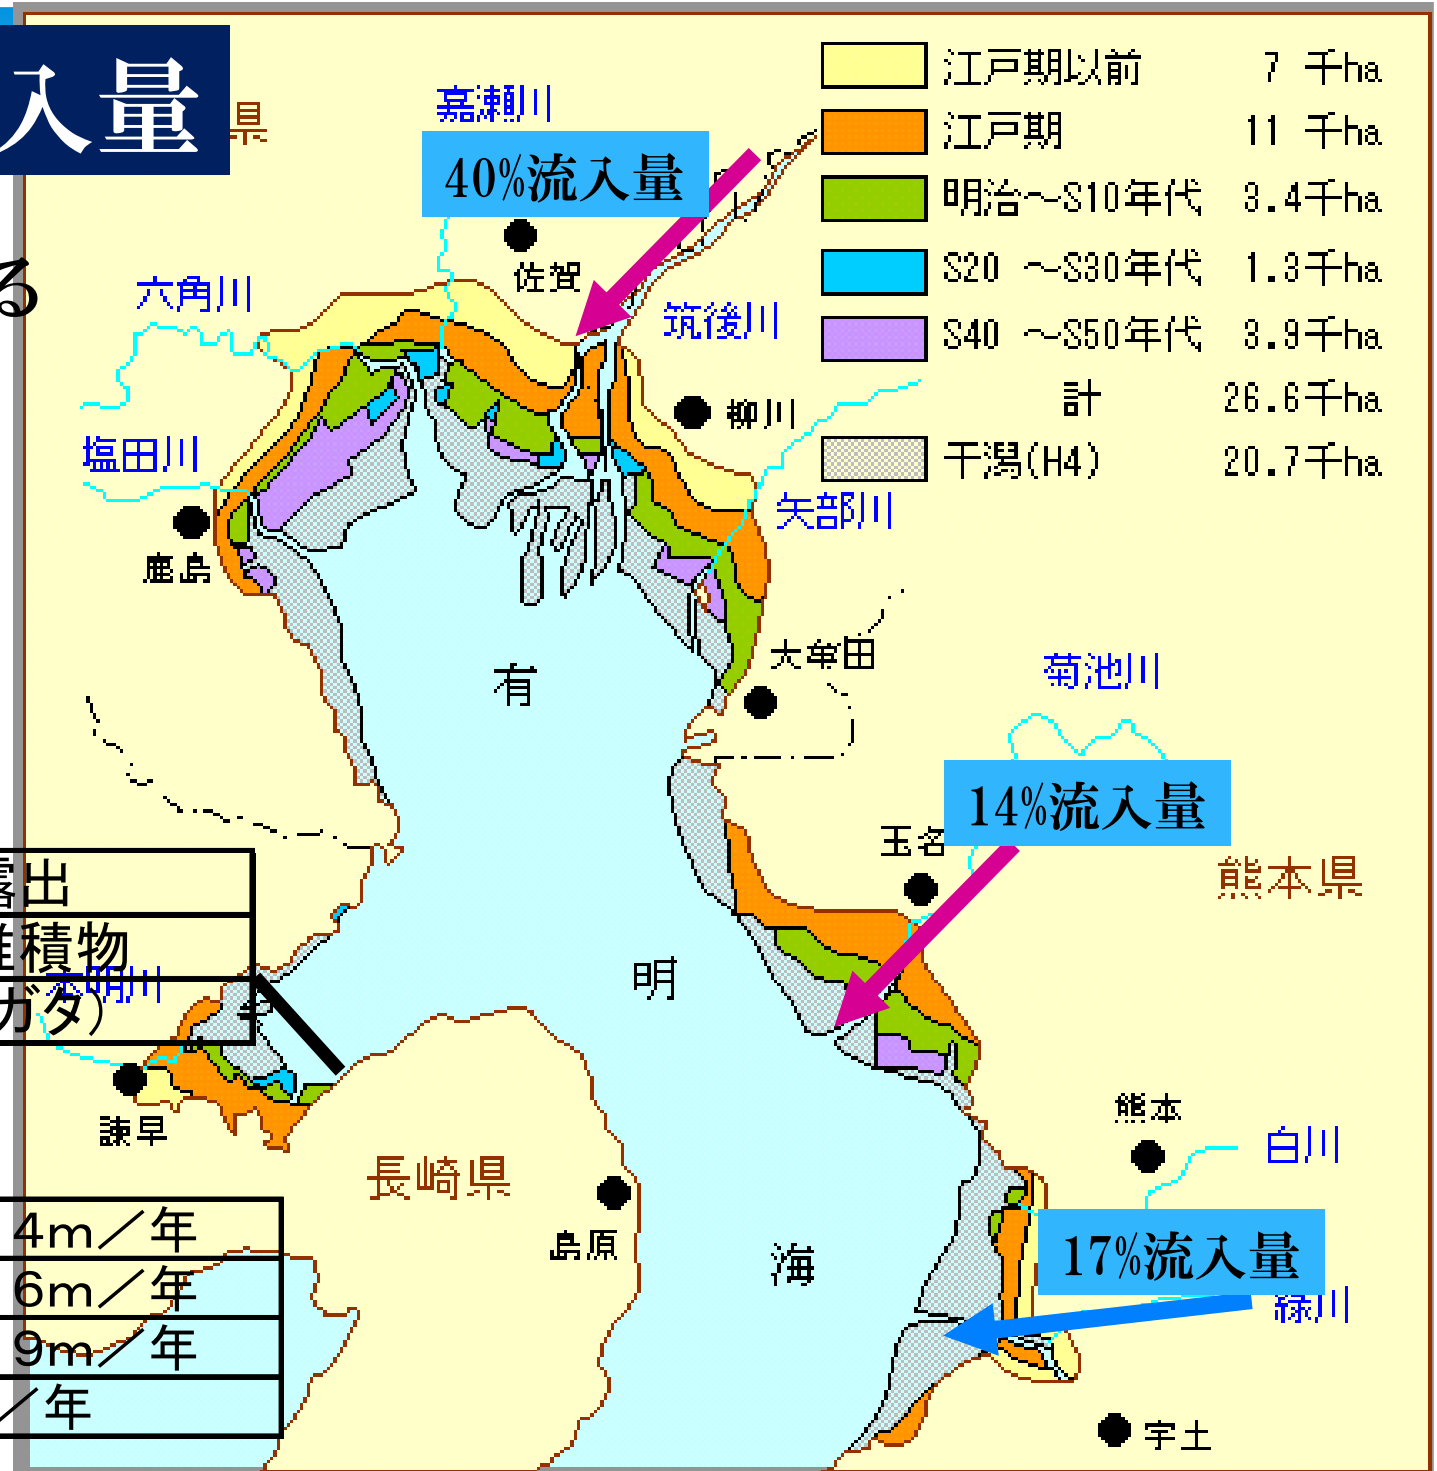 入量
県
嘉瀬川
40%流入量
佐賀
六角川
る
筑後川
塩田川
鹿島
矢部川
江戸期以前 7 千ha
江戸期 11 千ha
明治～S10年代 3.4千ha
S20 ～S30年代 1.3千ha
S40 ～S50年代 3.9千ha
計 26.6千ha
干潟(H4) 20.7千ha
大牟田
菊池川
有
14%流入量
玉名
熊本県
露出
堆積物
ガタ）
本明川
明
諫早
熊本
白川
長崎県
島原
海
17%流入量
緑川
4m／年
6m／年
9m／年
／年
宇土